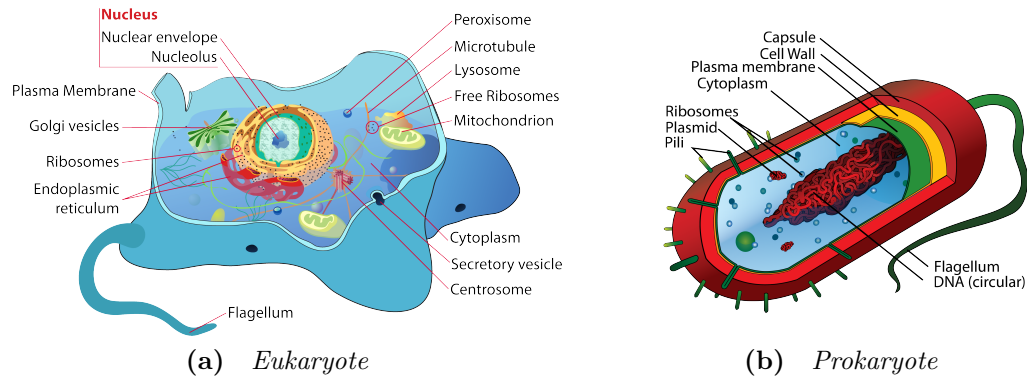 Nucleus
Nuclear envelope
Nucleolus
Plasma Membrane
Golgi vesicles
Ribosomes
Endoplasmic
reticulum
Flagellum
Peroxisome
Microtubule
Lysosome
Free Ribosomes
Mitochondrion
Cytoplasm
Secretory vesicle
Centrosome
(a) Eukaryote
Capsule
Cell Wall
Plasma membrane
Cytoplasm
Ribosomes
Plasmid
Pili
Flagellum
DNA (circular)
(b) Prokaryote